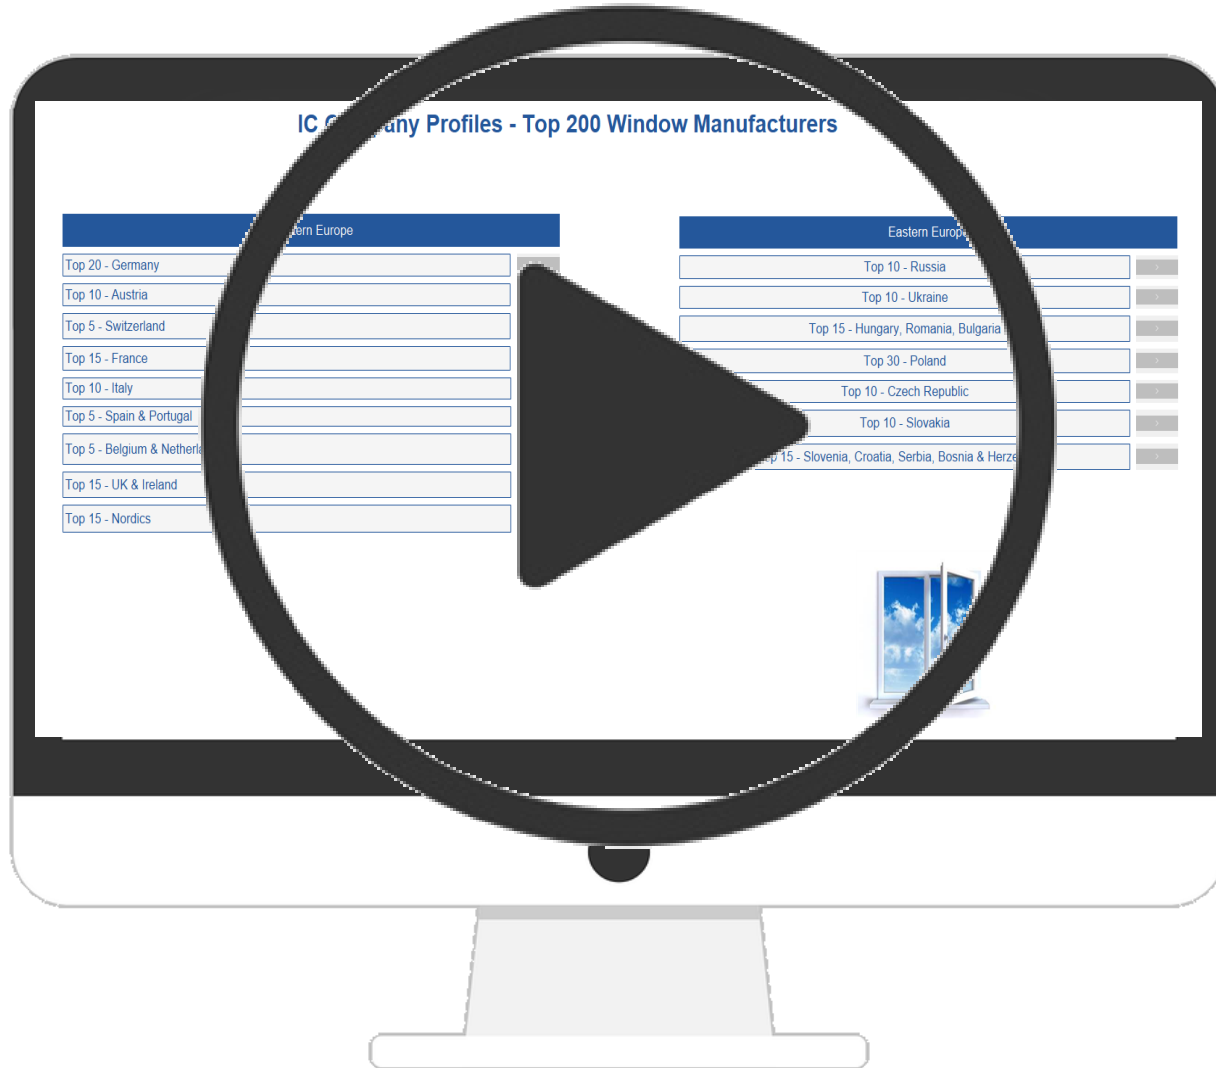 IC any Profiles - Top 200 Window Manufacturers
tern Europe
Top 20 - Germany
Top 10 - Austria
Top 5 - Switzerland
Top 15 - France
Top 10 - Italy
Top 5 - Spain & Portugal
Top 5 - Belgium & Netherla
Top 15 - UK & Ireland
Top 15 - Nordics
Eastern Europe
Top 10 - Russia
Top 10 - Ukraine
Top 15 - Hungary, Romania, Bulgaria
Top 30 - Poland
Top 10 - Czech Republic
Top 10 - Slovakia
p 15 - Slovenia, Croatia, Serbia, Bosnia & Herze